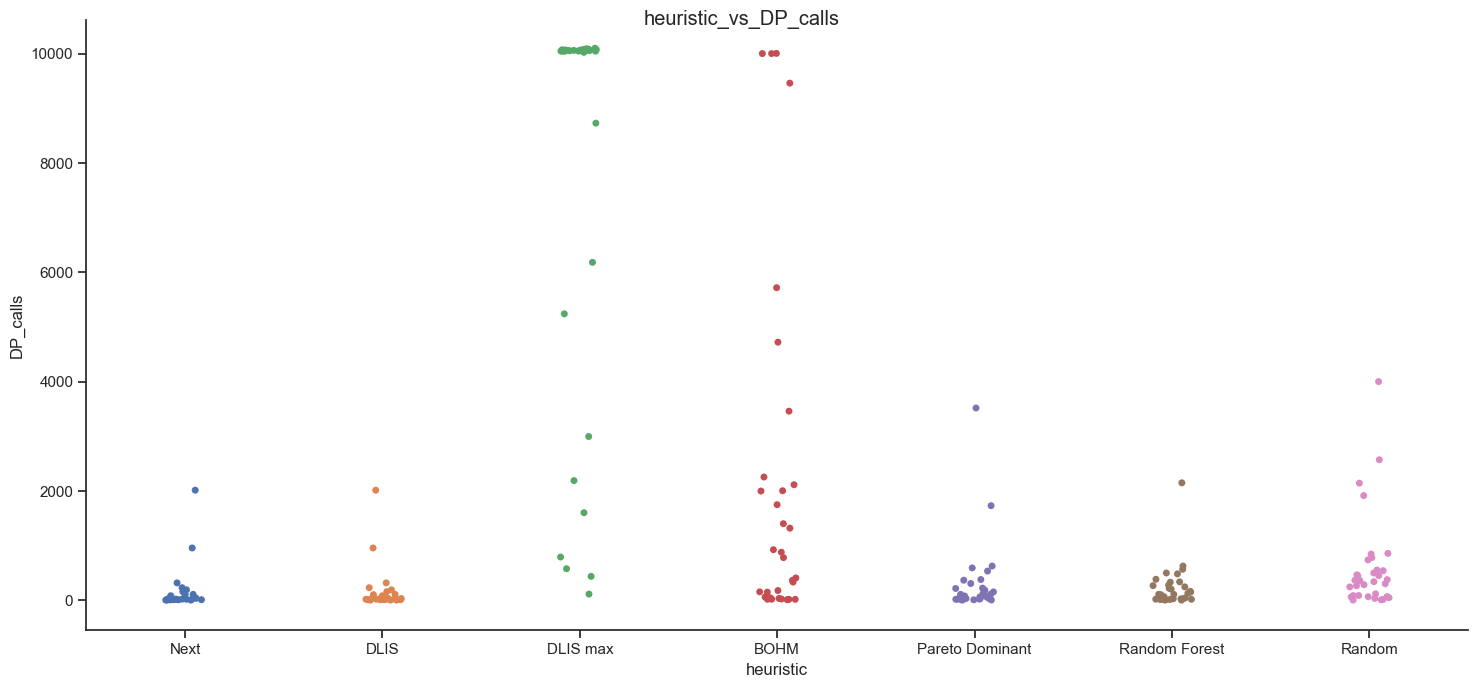 heuristic_vs_DP_calls
DP_calls
10000
8000
6000
4000
2000
0
Next DLIS DLIS max BOHM Pareto Dominant Random Forest Random
heuristic